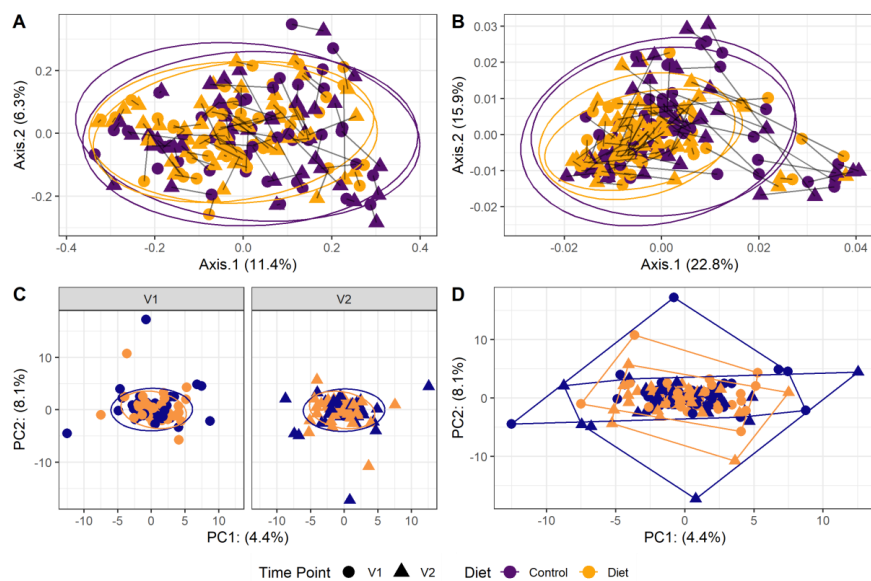 A
B
Axis.2 (6.3%)
0.2
0.0
-0.2
-0.4
-0.2
0.0
0.2
0.4
Axis.1 (11.4%)
Axis.2 (15.9%)
0.03
0.02
0.01
0.00
-0.01
-0.02
-0.02
0.00
0.02
0.04
Axis.1 (22.8%)
C
D
V1
V2
PC2: (8.1%)
10
0
-10
-10
-5
0
5
10
-10
-5
0
5
10
PC1: (4.4%)
PC2: (8.1%)
10
0
-10
-10
-5
0
5
10
PC1: (4.4%)
Time Point V1 V2 Diet Control Diet